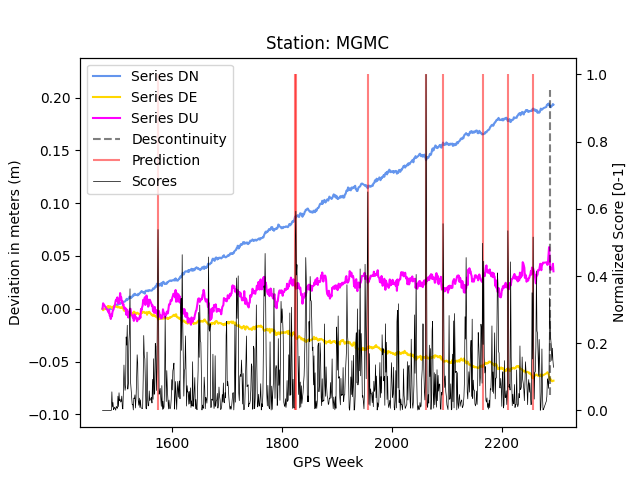 Station: MGMC
Series DN
Series DE
Series DU
Descontinuity
Prediction
Scores
Deviation in meters (m)
0.20
0.15
0.10
0.05
0.00
−0.05
−0.10
1600
1800
2000
2200
GPS Week
1.0
0.8
0.6
0.4
0.2
0.0
Normalized Score [0-1]